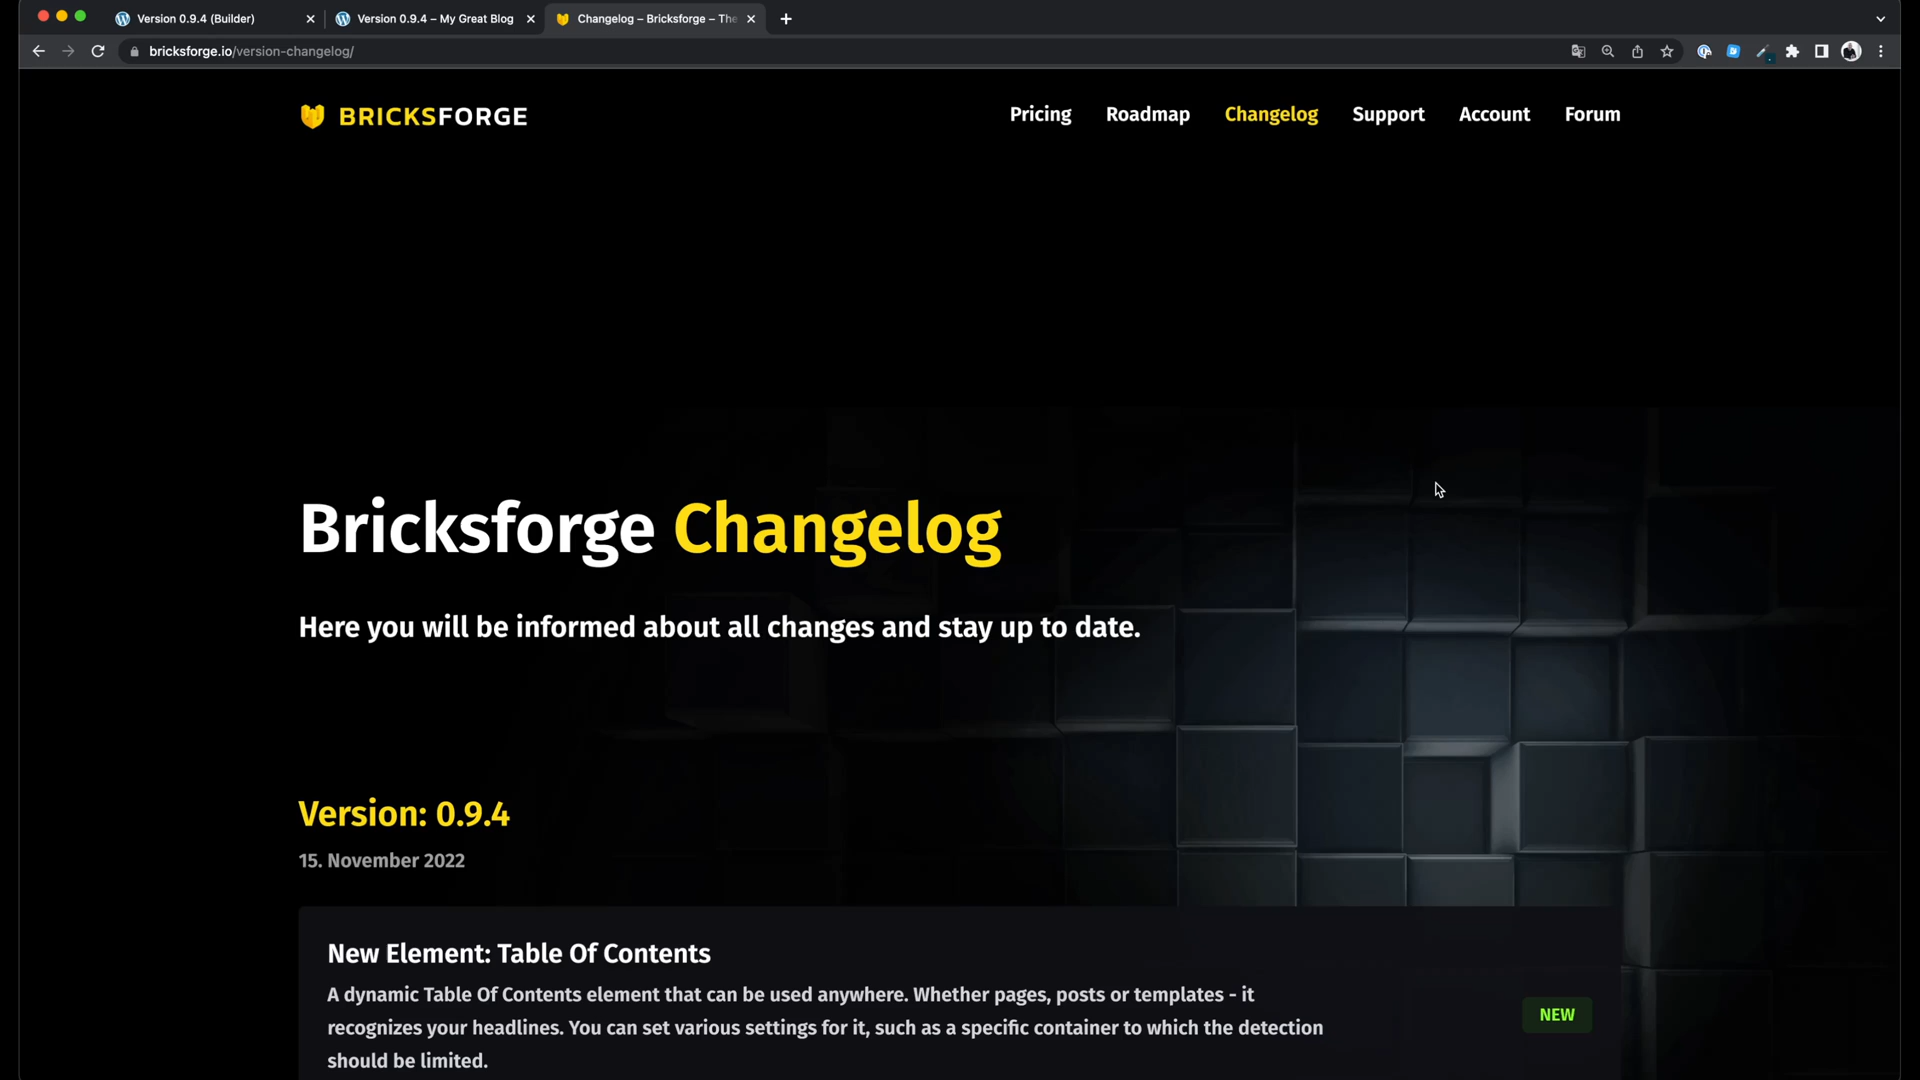 Version 0.9.4 (Builder)
Version 0.9.4 – My Great Blog
Changelog – Bricksforge – The
bricksforge.io/version-changelog/
BRICKSFORGE
Pricing
Roadmap
Changelog
Support
Account
Forum
Bricksforge Changelog
Here you will be informed about all changes and stay up to date.
Version: 0.9.4
15. November 2022
New Element: Table Of Contents
A dynamic Table Of Contents element that can be used anywhere. Whether pages, posts or templates - it
recognizes your headlines. You can set various settings for it, such as a specific container to which the detection
should be limited.
NEW